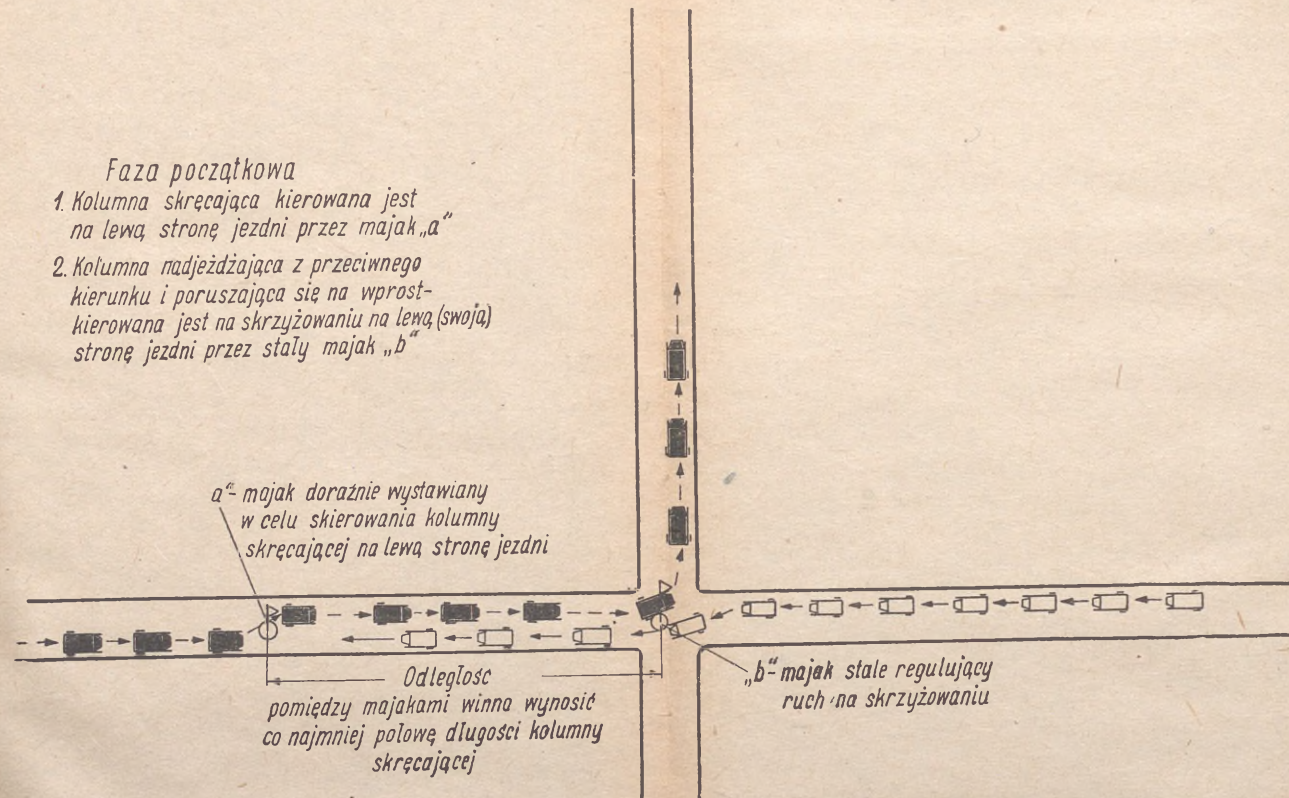 Faza początkowa
1. Kolumna skręcająca kierowana jest
na lewą stronę jezdni przez majak „a“
2. Kolumna nadjeżdżająca z przeciwnego
kierunku i poruszająca się na wprost-
kierowana jest na skrzyżowaniu na lewą (swoją)
stronę jezdni przez stały majak „b“
a“- majak doraźnie wystawiany
w celu skierowania kolumny
skręcającej na lewą stronę jezdni
Odległość
pomiędzy majakami winna wynosić
co najmniej połowę długości kolumny
skręcającej
„b“- majak stale regulujący
ruch na skrzyżowaniu